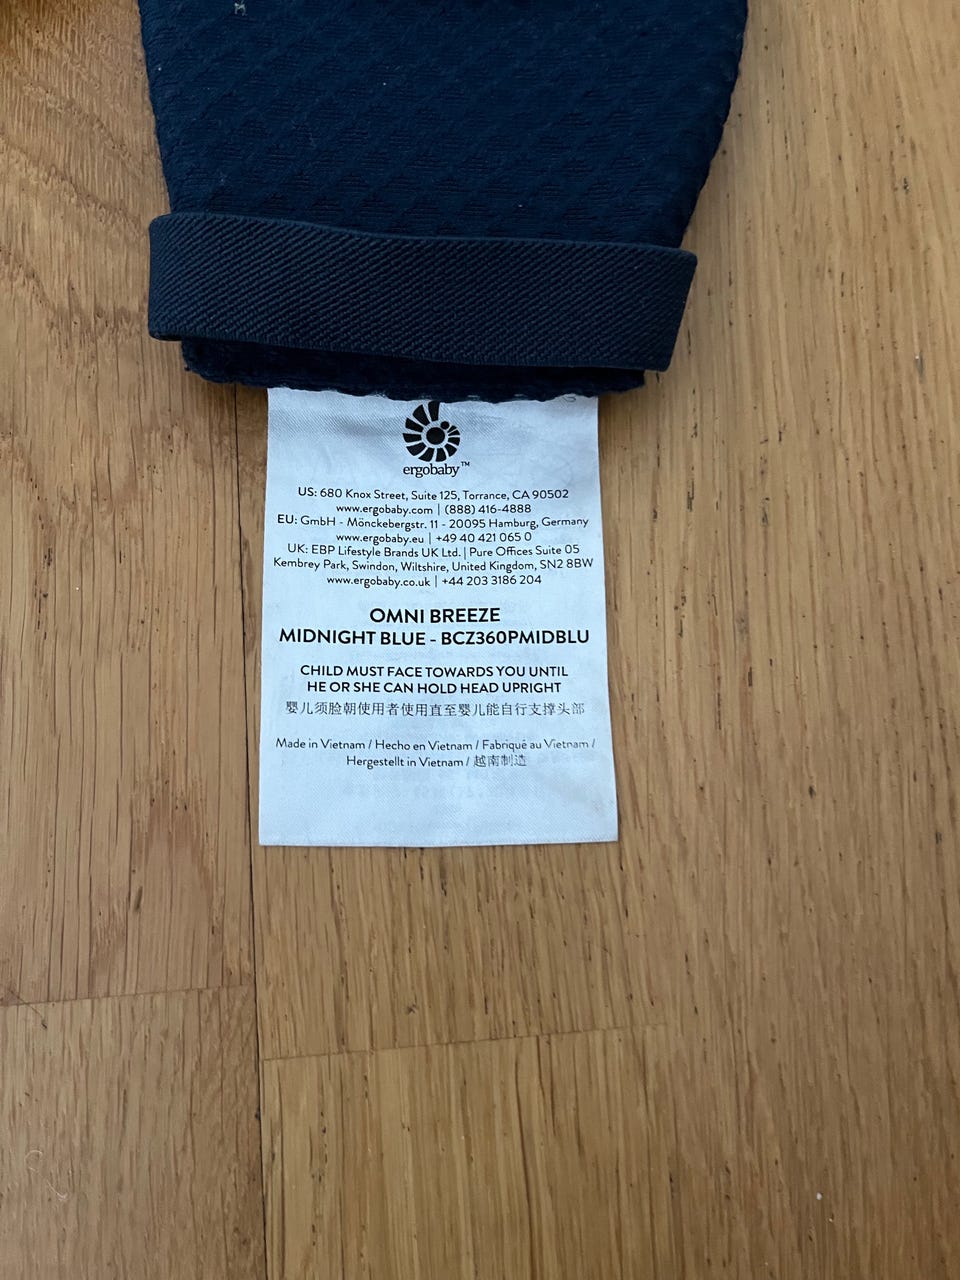 ergobaby™
US: 680 Knox Street, Suite 125, Torrance, CA 90502
www.ergobaby.com | (888) 416-4888
EU: GmbH - Mönckebergstr. 11 - 20095 Hamburg, Germany
www.ergobaby.eu | +49 40 421 065 0
UK: EBP Lifestyle Brands UK Ltd. | Pure Offices Suite 05
Kembrey Park, Swindon, Wiltshire, United Kingdom, SN2 8BW
www.ergobaby.co.uk | +44 203 3186 204
OMNI BREEZE
MIDNIGHT BLUE - BCZ360PMIDBLU
CHILD MUST FACE TOWARDS YOU UNTIL
HE OR SHE CAN HOLD HEAD UPRIGHT
婴儿须脸朝使用者使用直至婴儿能自行支撑头部
Made in Vietnam / Hecho en Vietnam / Fabriqué au Vietnam /
Hergestellt in Vietnam / 越南制造